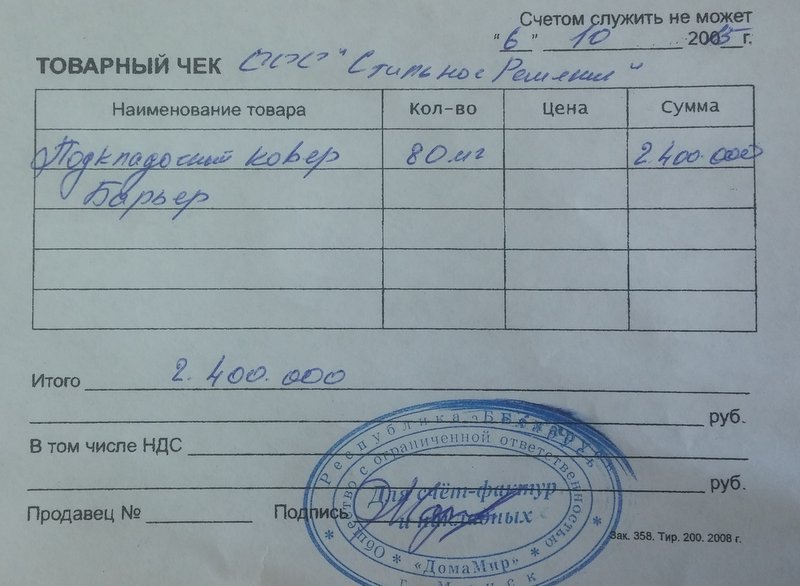 Счетом служить не может
"6" 10 2005 г.
ТОВАРНЫЙ ЧЕК ООО "Стильное Решение"
Наименование товара Кол-во Цена Сумма
Подкладочный ковер 80 м2 2.400.000
Барьер
Итого 2.400.000
руб.
В том числе НДС
руб.
Продавец № Подпись
Республика Беларусь
Общество с ограниченной ответственностью
Для счёт-фактур
и накладных
«ДомаМир»
г. Минск
Зак. 358. Тир. 200. 2008 г.